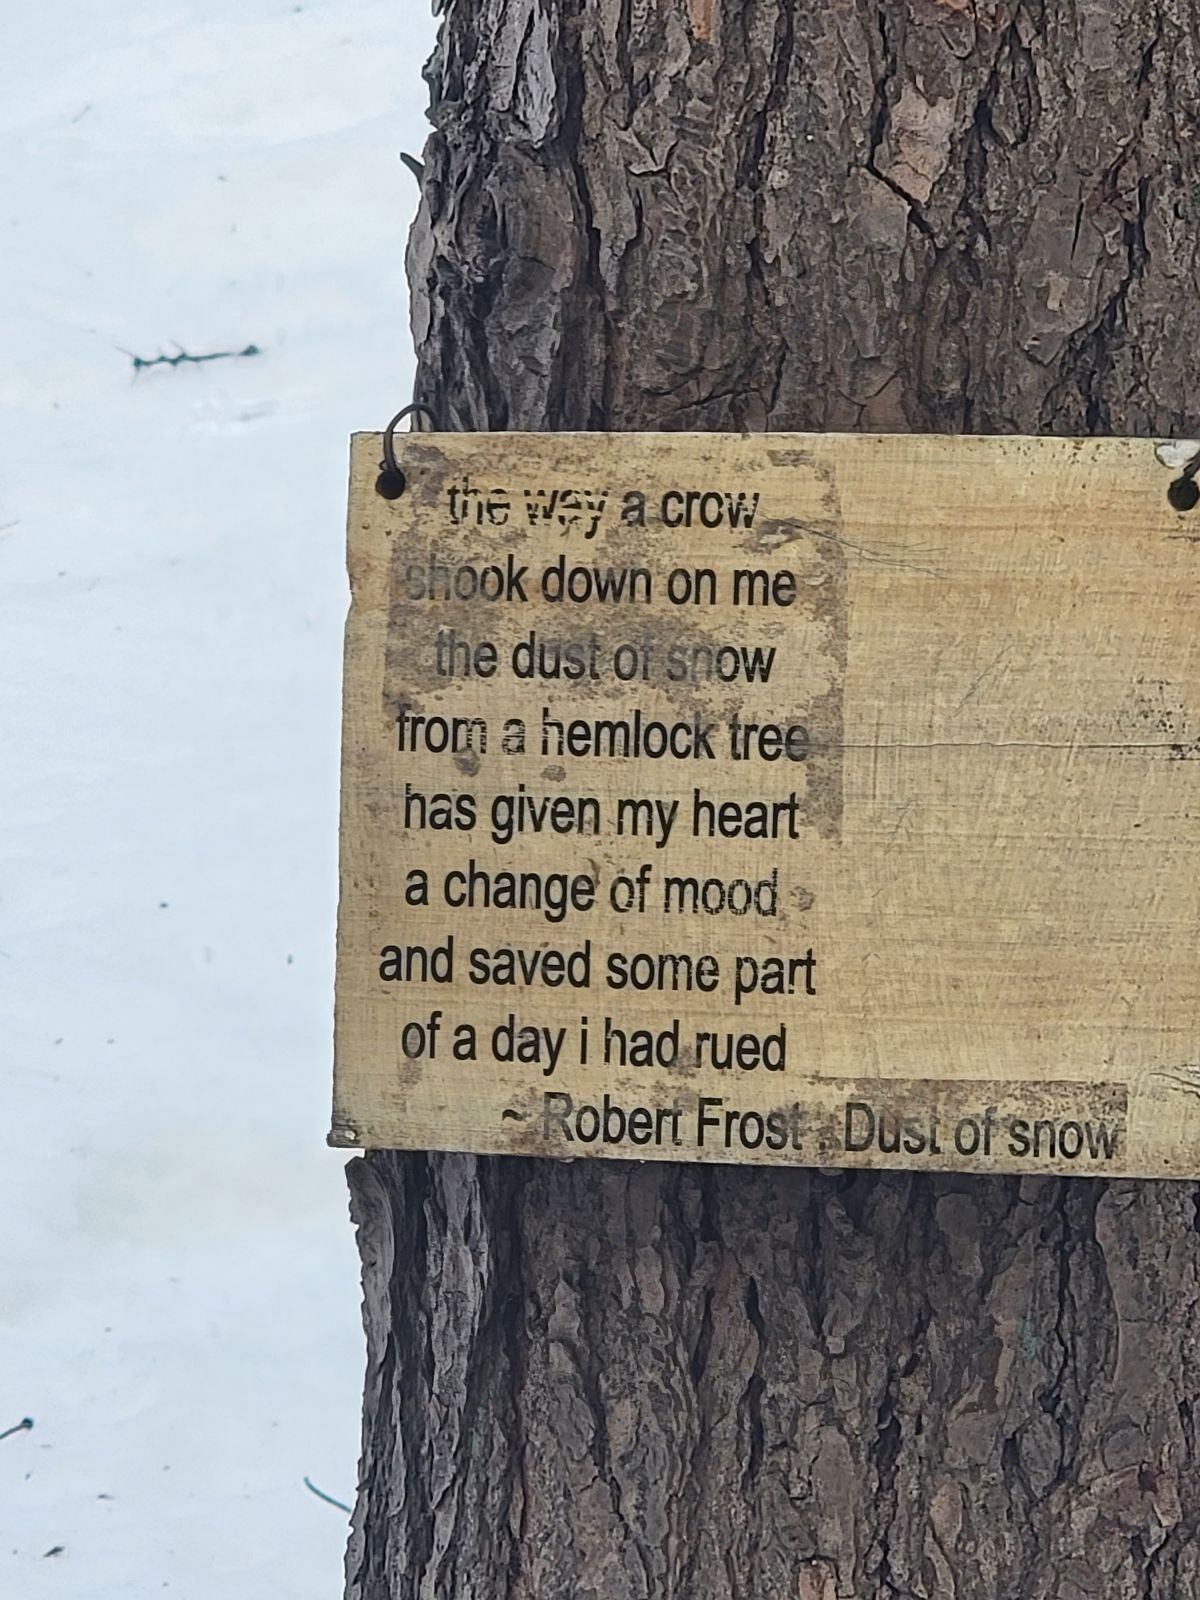 the way a crow
shook down on me
the dust of snow
from a hemlock tree
has given my heart
a change of mood
and saved some part
of a day i had rued
~ Robert Frost , Dust of snow